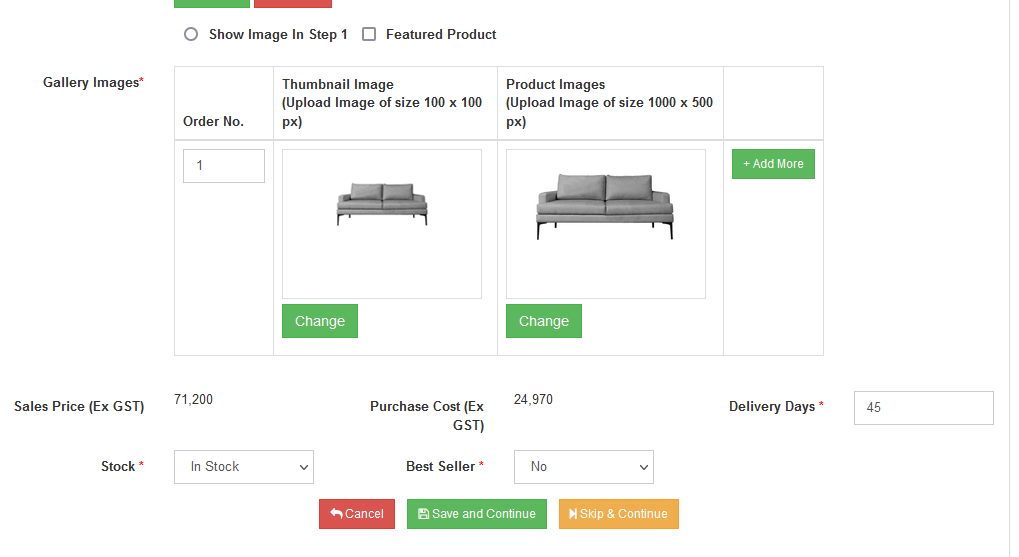 Show Image In Step 1 Featured Product
Gallery Images*
Order No.
Thumbnail Image
(Upload Image of size 100 x 100
px)
Product Images
(Upload Image of size 1000 x 500
px)
1
+ Add More
Change
Change
Sales Price (Ex GST) 71,200
Purchase Cost (Ex
GST)
24,970
Delivery Days * 45
Stock * In Stock
Best Seller * No
Cancel Save and Continue Skip & Continue